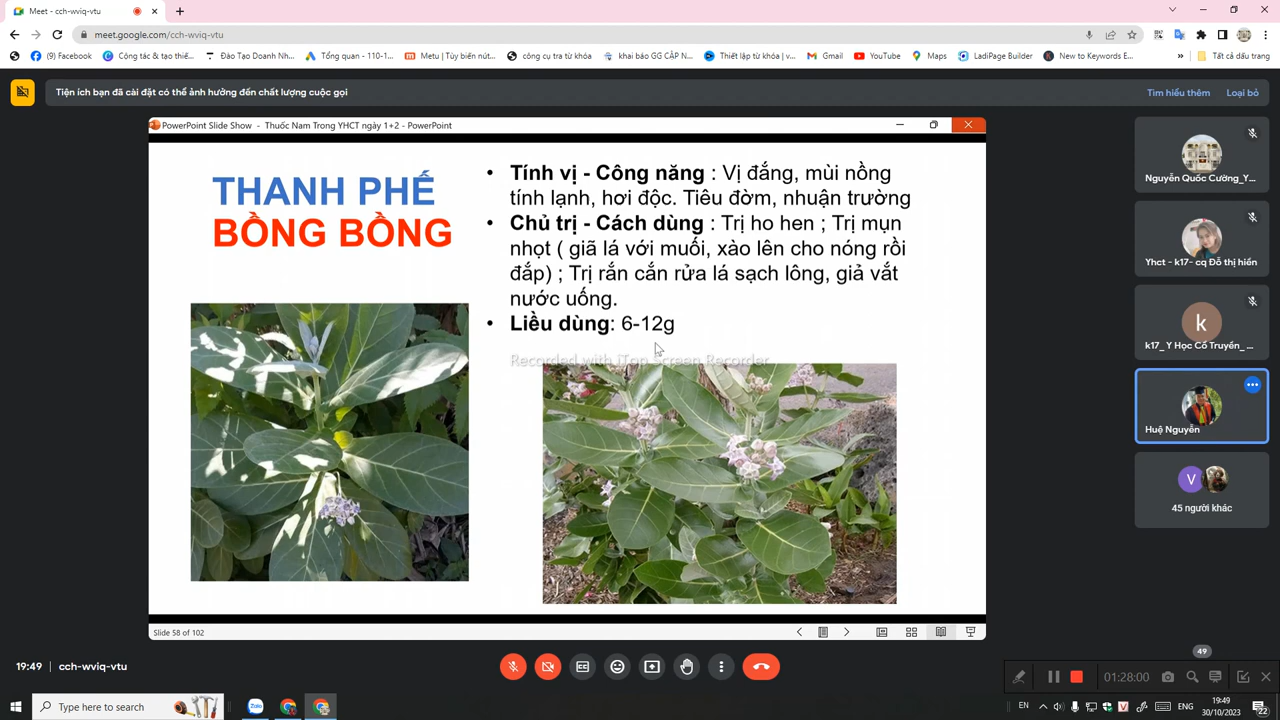 Meet - cch-wviq-vtu
meet.google.com/cch-wviq-vtu
(6) Facebook
Công tác & tạo thiế...
Đào Tạo Doanh Nh...
Tổng quan - 110-1...
Metu | Tùy biến nút...
công cụ tra từ khóa
khai báo GG CẬP N...
Thiết lập từ khóa | v...
Gmail
YouTube
Maps
LadiPage Builder
New to Keywords E...
»
Tất cả dấu trang
Tiện ích bạn đã cài đặt có thể ảnh hưởng đến chất lượng cuộc gọi
Tìm hiểu thêm
Loại bỏ
PowerPoint Slide Show - Thuốc Nam Trong YHCT ngày 1+2 - PowerPoint
THANH PHẾ
BỒNG BỒNG
• Tính vị - Công năng : Vị đắng, mùi nồng
tính lạnh, hơi độc. Tiêu đờm, nhuận trường
• Chủ trị - Cách dùng : Trị ho hen ; Trị mụn
nhọt ( giã lá với muối, xào lên cho nóng rồi
đắp) ; Trị rắn cắn rửa lá sạch lông, giả vắt
nước uống.
• Liều dùng: 6-12g
Recorded with iTop Screen Recorder
Slide 58 of 102
Nguyễn Quốc Cường_Y...
Yhct - k17- cq Đỗ thị hiền
k
k17_ Y Học Cổ Truyền_ ...
Huệ Nguyễn
V
45 người khác
19:49
cch-wviq-vtu
49
01:28:00
Type here to search
Zalo
EN
ENG
19:49
30/10/2023
22